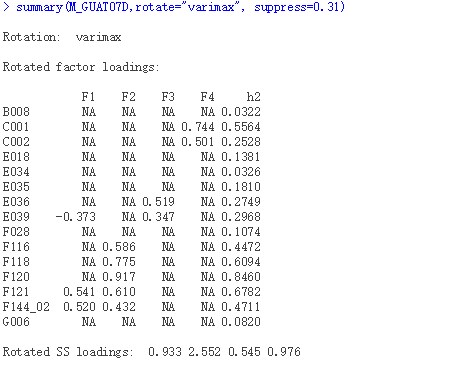 > summary(M_GUAT07D,rotate="varimax", suppress=0.31)
Rotation:  varimax
Rotated factor loadings:
F1 F2 F3 F4 h2
B008 NA NA NA NA 0.0322
C001 NA NA NA 0.744 0.5564
C002 NA NA NA 0.501 0.2528
E018 NA NA NA NA 0.1381
E034 NA NA NA NA 0.0326
E035 NA NA NA NA 0.1810
E036 NA NA 0.519 NA 0.2749
E039 -0.373 NA 0.347 NA 0.2968
F028 NA NA NA NA 0.1074
F116 NA 0.586 NA NA 0.4472
F118 NA 0.775 NA NA 0.6094
F120 NA 0.917 NA NA 0.8460
F121 0.541 0.610 NA NA 0.6782
F144_02 0.520 0.432 NA NA 0.4711
G006 NA NA NA NA 0.0820
Rotated SS loadings:  0.933 2.552 0.545 0.976